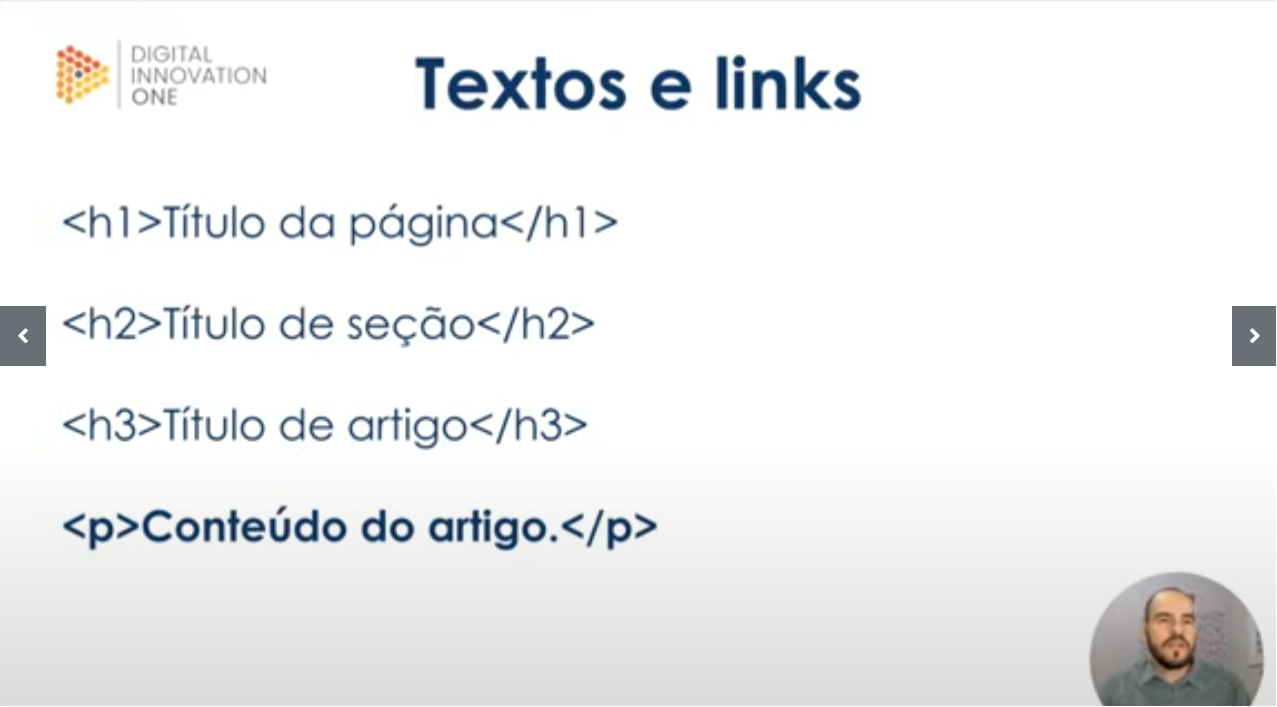 DIGITAL
INNOVATION
ONE
Textos e links
<h1>Título da página</h1>
<h2>Título de seção</h2>
<h3>Título de artigo</h3>
<p>Conteúdo do artigo.</p>